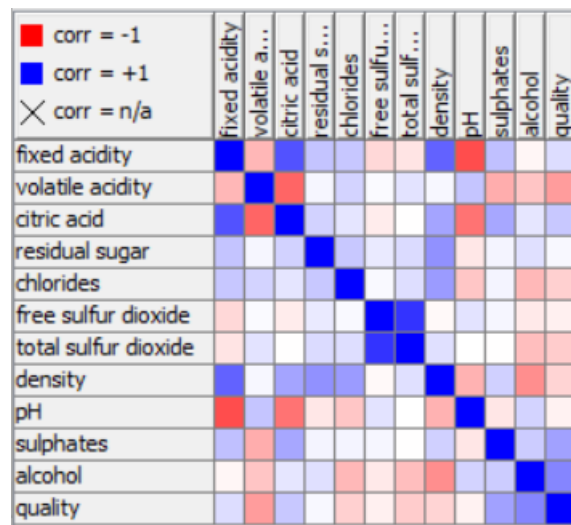 corr = -1
corr = +1
corr = n/a
fixed acidity
volatile a...
citric acid
residual s...
chlorides
free sulfu...
total sulf...
density
pH
sulphates
alcohol
quality
fixed acidity
volatile acidity
citric acid
residual sugar
chlorides
free sulfur dioxide
total sulfur dioxide
density
pH
sulphates
alcohol
quality